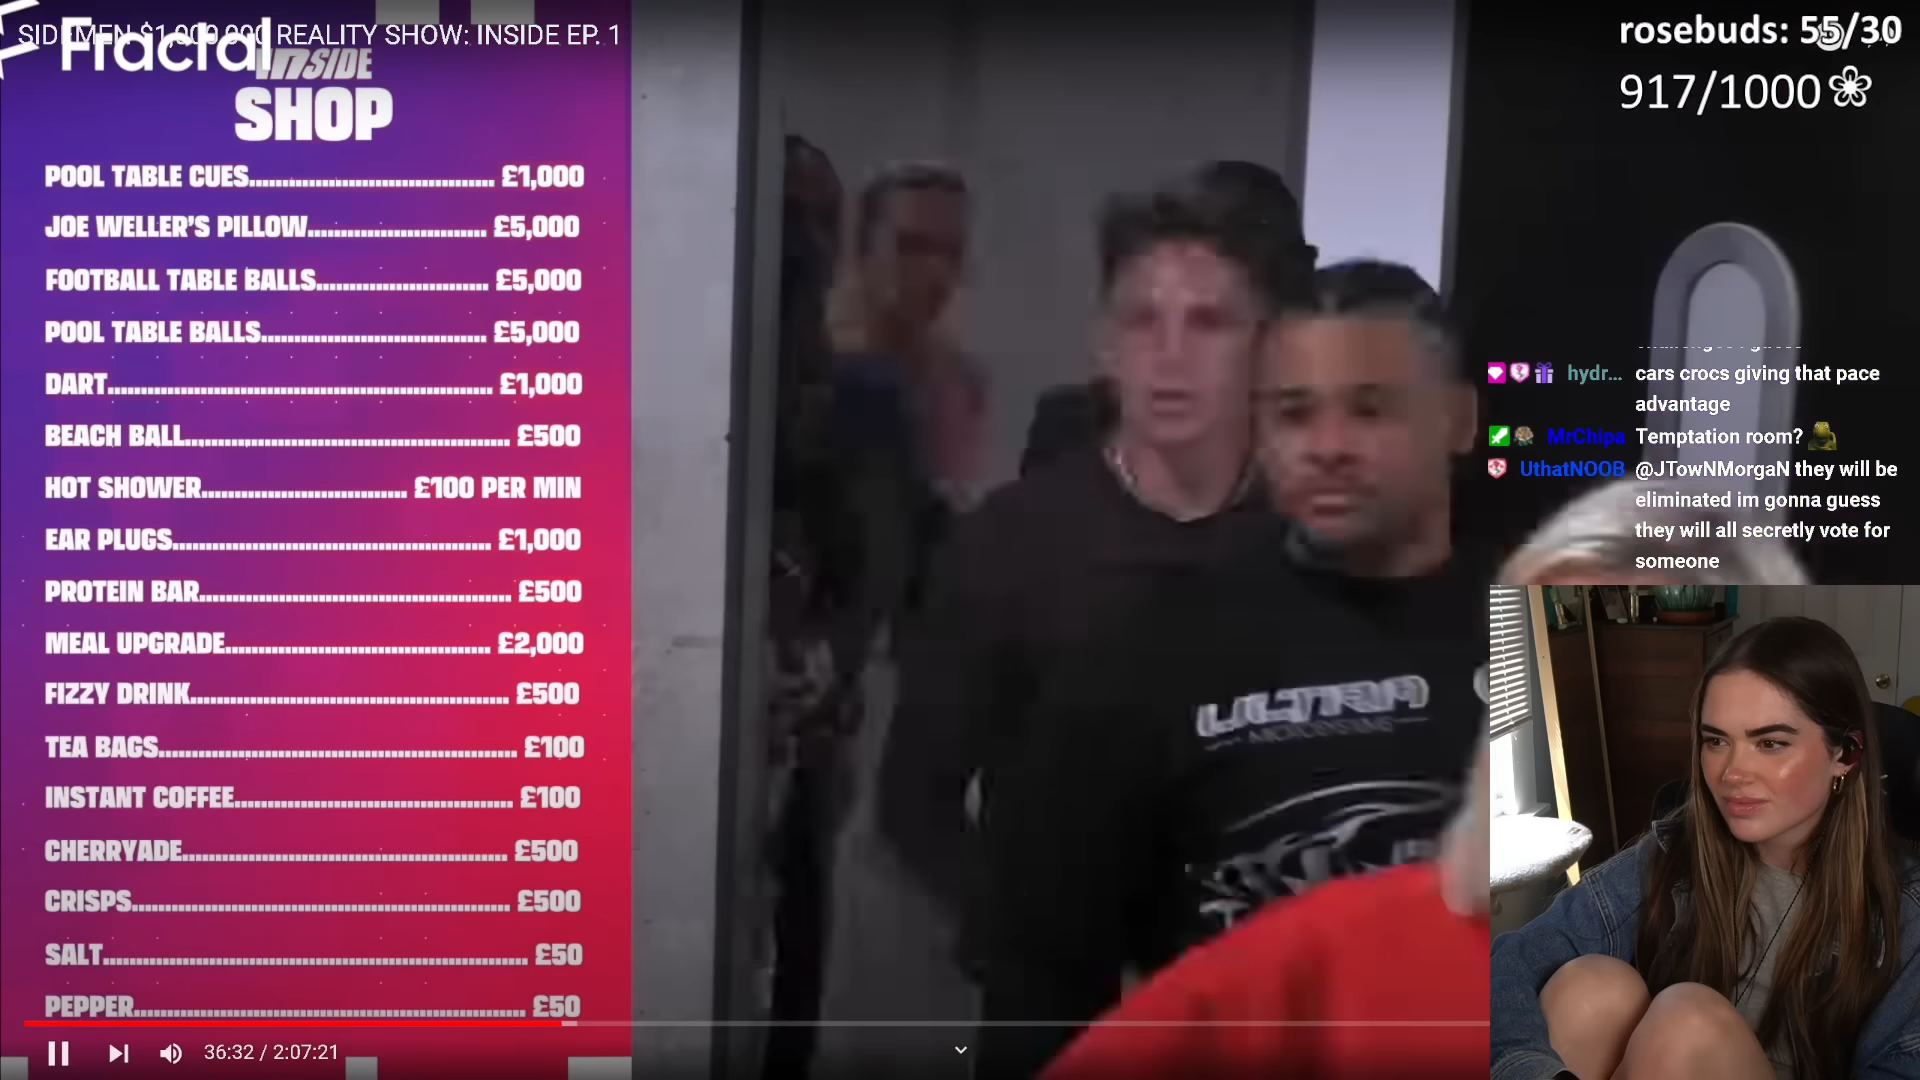 SIDEMEN $1,000,000 REALITY SHOW: INSIDE EP. 1
Fractal
INSIDE
SHOP
POOL TABLE CUES................................................ £1,000
JOE WELLER'S PILLOW................................... £5,000
FOOTBALL TABLE BALLS.................................. £5,000
POOL TABLE BALLS............................................ £5,000
DART........................................................................... £1,000
BEACH BALL................................................................ £500
HOT SHOWER........................................ £100 PER MIN
EAR PLUGS............................................................... £1,000
PROTEIN BAR............................................................. £500
MEAL UPGRADE.................................................... £2,000
FIZZY DRINK............................................................... £500
TEA BAGS...................................................................... £100
INSTANT COFFEE........................................................ £100
CHERRYADE................................................................ £500
CRISPS.......................................................................... £500
SALT................................................................................. £50
PEPPER........................................................................... £50
36:32 / 2:07:21
ULTRA
rosebuds: 55/30
917/1000
hydr... cars crocs giving that pace
advantage
MrChipa Temptation room?
UthatNOOB @JTowNMorgaN they will be
eliminated im gonna guess
they will all secretly vote for
someone